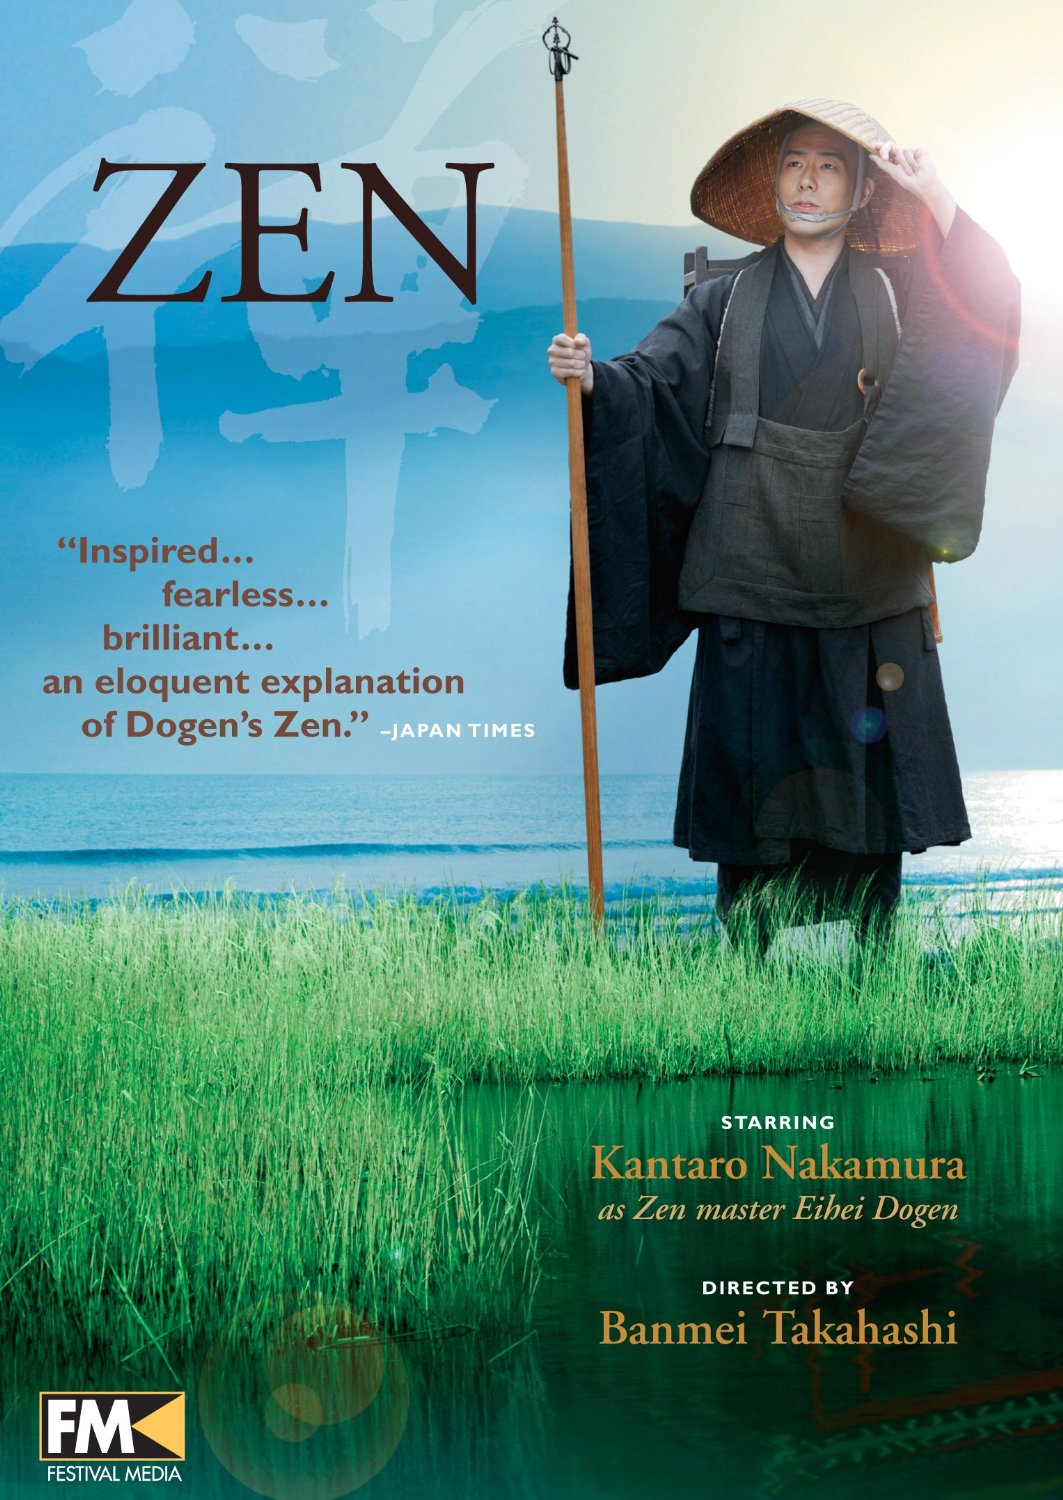 禅
ZEN
“Inspired...
fearless...
brilliant...
an eloquent explanation
of Dogen’s Zen.” –JAPAN TIMES
STARRING
Kantaro Nakamura
as Zen master Eihei Dogen
DIRECTED BY
Banmei Takahashi
FM
FESTIVAL MEDIA